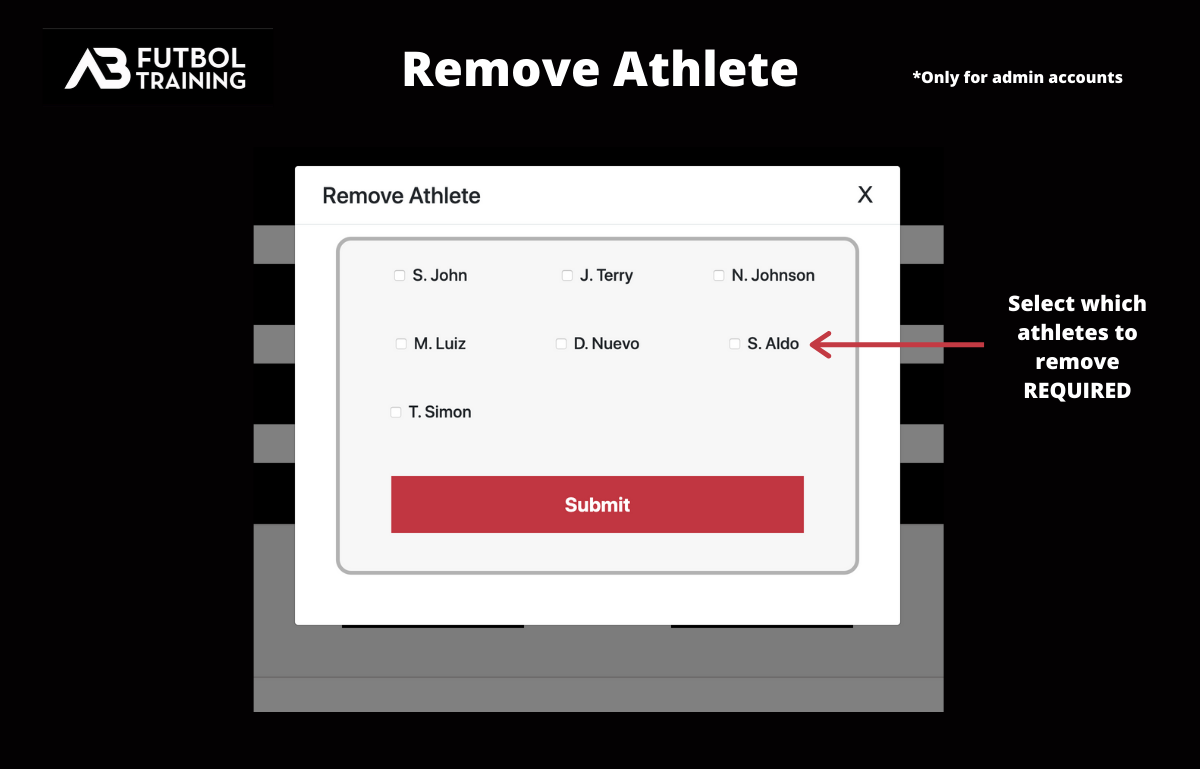 AB FUTBOL
TRAINING
Remove Athlete
*Only for admin accounts
Remove Athlete X
S. John J. Terry N. Johnson
M. Luiz D. Nuevo S. Aldo
T. Simon
Submit
Select which
athletes to
remove
REQUIRED